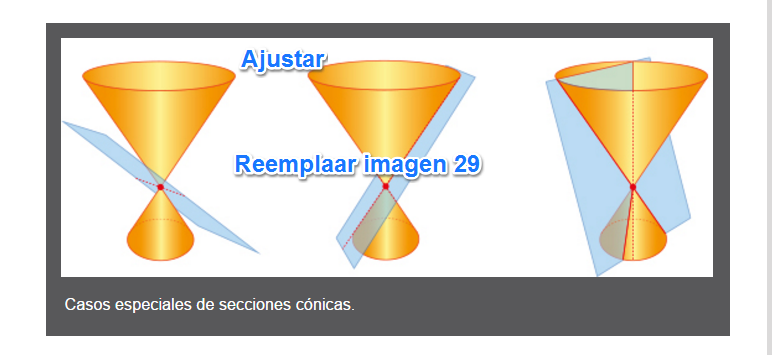 Ajustar
Reemplaar imagen 29
Casos especiales de secciones cónicas.